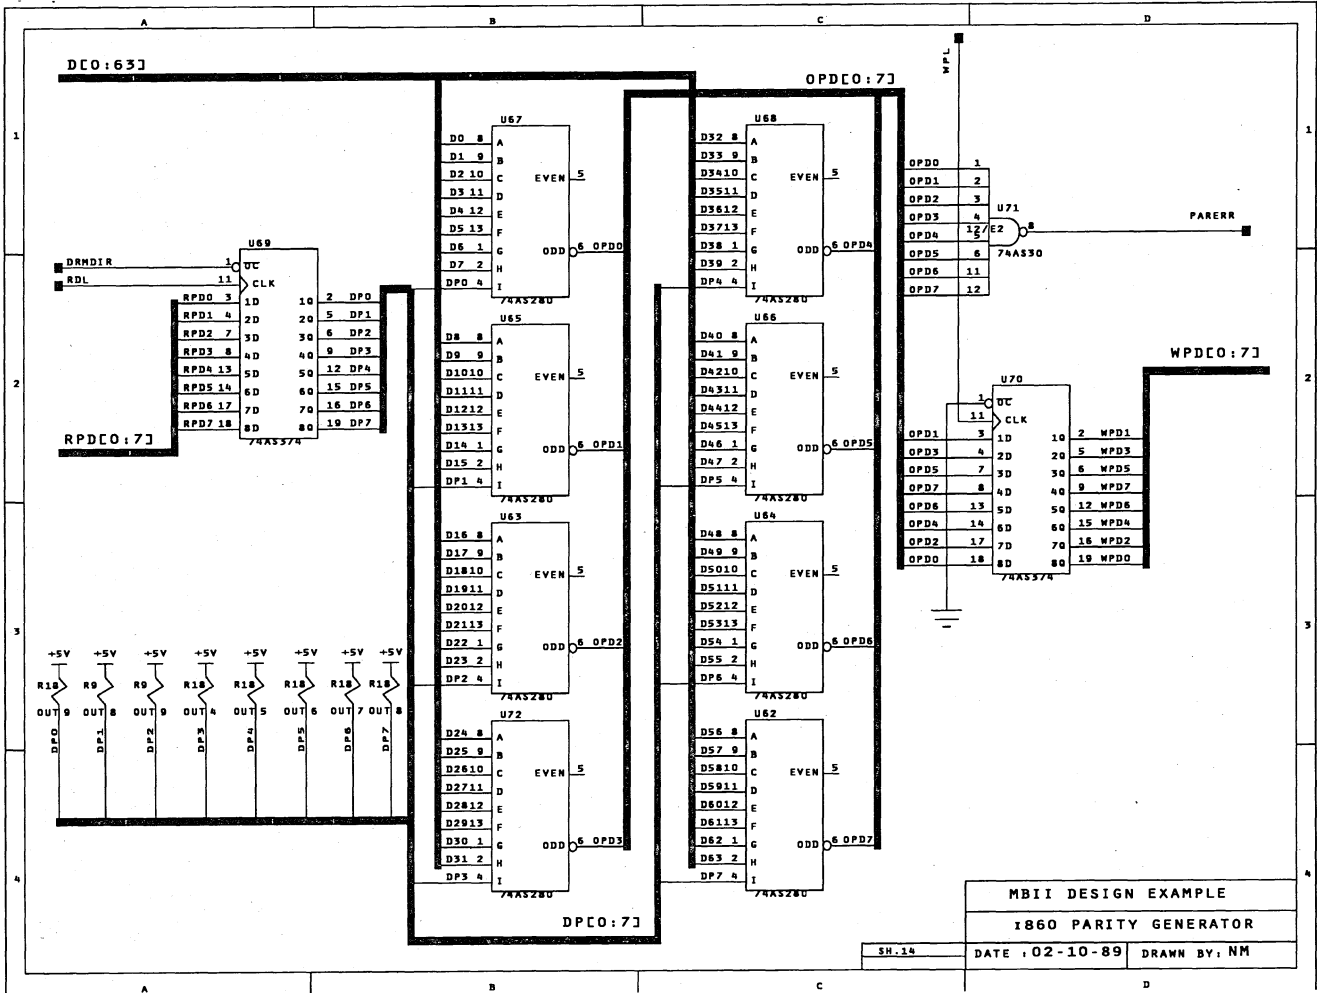 A B C D
D[0:63]
OPD[0:7]
WPL
1
1
U67
D0 8 A
D1 9 B
D2 10 C
D3 11 D
D4 12 E
D5 13 F
D6 1 G
D7 2 H
DP0 4 I
EVEN 5
ODD 6 OPD0
74AS280
U68
D32 8 A
D33 9 B
D34 10 C
D35 11 D
D36 12 E
D37 13 F
D38 1 G
D39 2 H
DP4 4 I
EVEN 5
ODD 6 OPD4
74AS280
OPD0 1
OPD1 2
OPD2 3
OPD3 4
OPD4 5
OPD5 6
OPD6 11
OPD7 12
U71
12/E2
8
74AS30
PARERR
U69
DRMDIR 1 OC
RDL 11 CLK
RPD0 3 1D 1Q 2 DP0
RPD1 4 2D 2Q 5 DP1
RPD2 7 3D 3Q 6 DP2
RPD3 8 4D 4Q 9 DP3
RPD4 13 5D 5Q 12 DP4
RPD5 14 6D 6Q 15 DP5
RPD6 17 7D 7Q 16 DP6
RPD7 18 8D 8Q 19 DP7
74AS374
RPD[0:7]
2
2
U65
D8 8 A
D9 9 B
D10 10 C
D11 11 D
D12 12 E
D13 13 F
D14 1 G
D15 2 H
DP1 4 I
EVEN 5
ODD 6 OPD1
74AS280
U66
D40 8 A
D41 9 B
D42 10 C
D43 11 D
D44 12 E
D45 13 F
D46 1 G
D47 2 H
DP5 4 I
EVEN 5
ODD 6 OPD5
74AS280
WPD[0:7]
U70
1 OC
11 CLK
OPD1 3 1D 1Q 2 WPD1
OPD3 4 2D 2Q 5 WPD3
OPD5 7 3D 3Q 6 WPD5
OPD7 8 4D 4Q 9 WPD7
OPD6 13 5D 5Q 12 WPD6
OPD4 14 6D 6Q 15 WPD4
OPD2 17 7D 7Q 16 WPD2
OPD0 18 8D 8Q 19 WPD0
74AS374
3
3
U63
D16 8 A
D17 9 B
D18 10 C
D19 11 D
D20 12 E
D21 13 F
D22 1 G
D23 2 H
DP2 4 I
EVEN 5
ODD 6 OPD2
74AS280
U64
D48 8 A
D49 9 B
D50 10 C
D51 11 D
D52 12 E
D53 13 F
D54 1 G
D55 2 H
DP6 4 I
EVEN 5
ODD 6 OPD6
74AS280
+5V +5V +5V +5V +5V +5V +5V +5V
R18 R9 R9 R18 R18 R18 R18 R18
OUT 9 OUT 8 OUT 9 OUT 4 OUT 5 OUT 6 OUT 7 OUT 8
DP0 DP1 DP2 DP3 DP4 DP5 DP6 DP7
U72
D24 8 A
D25 9 B
D26 10 C
D27 11 D
D28 12 E
D29 13 F
D30 1 G
D31 2 H
DP3 4 I
EVEN 5
ODD 6 OPD3
74AS280
U62
D56 8 A
D57 9 B
D58 10 C
D59 11 D
D60 12 E
D61 13 F
D62 1 G
D63 2 H
DP7 4 I
EVEN 5
ODD 6 OPD7
74AS280
4
4
DP[0:7]
MBII DESIGN EXAMPLE
I860 PARITY GENERATOR
SH.14
DATE : 02-10-89
DRAWN BY: NM
A B C D